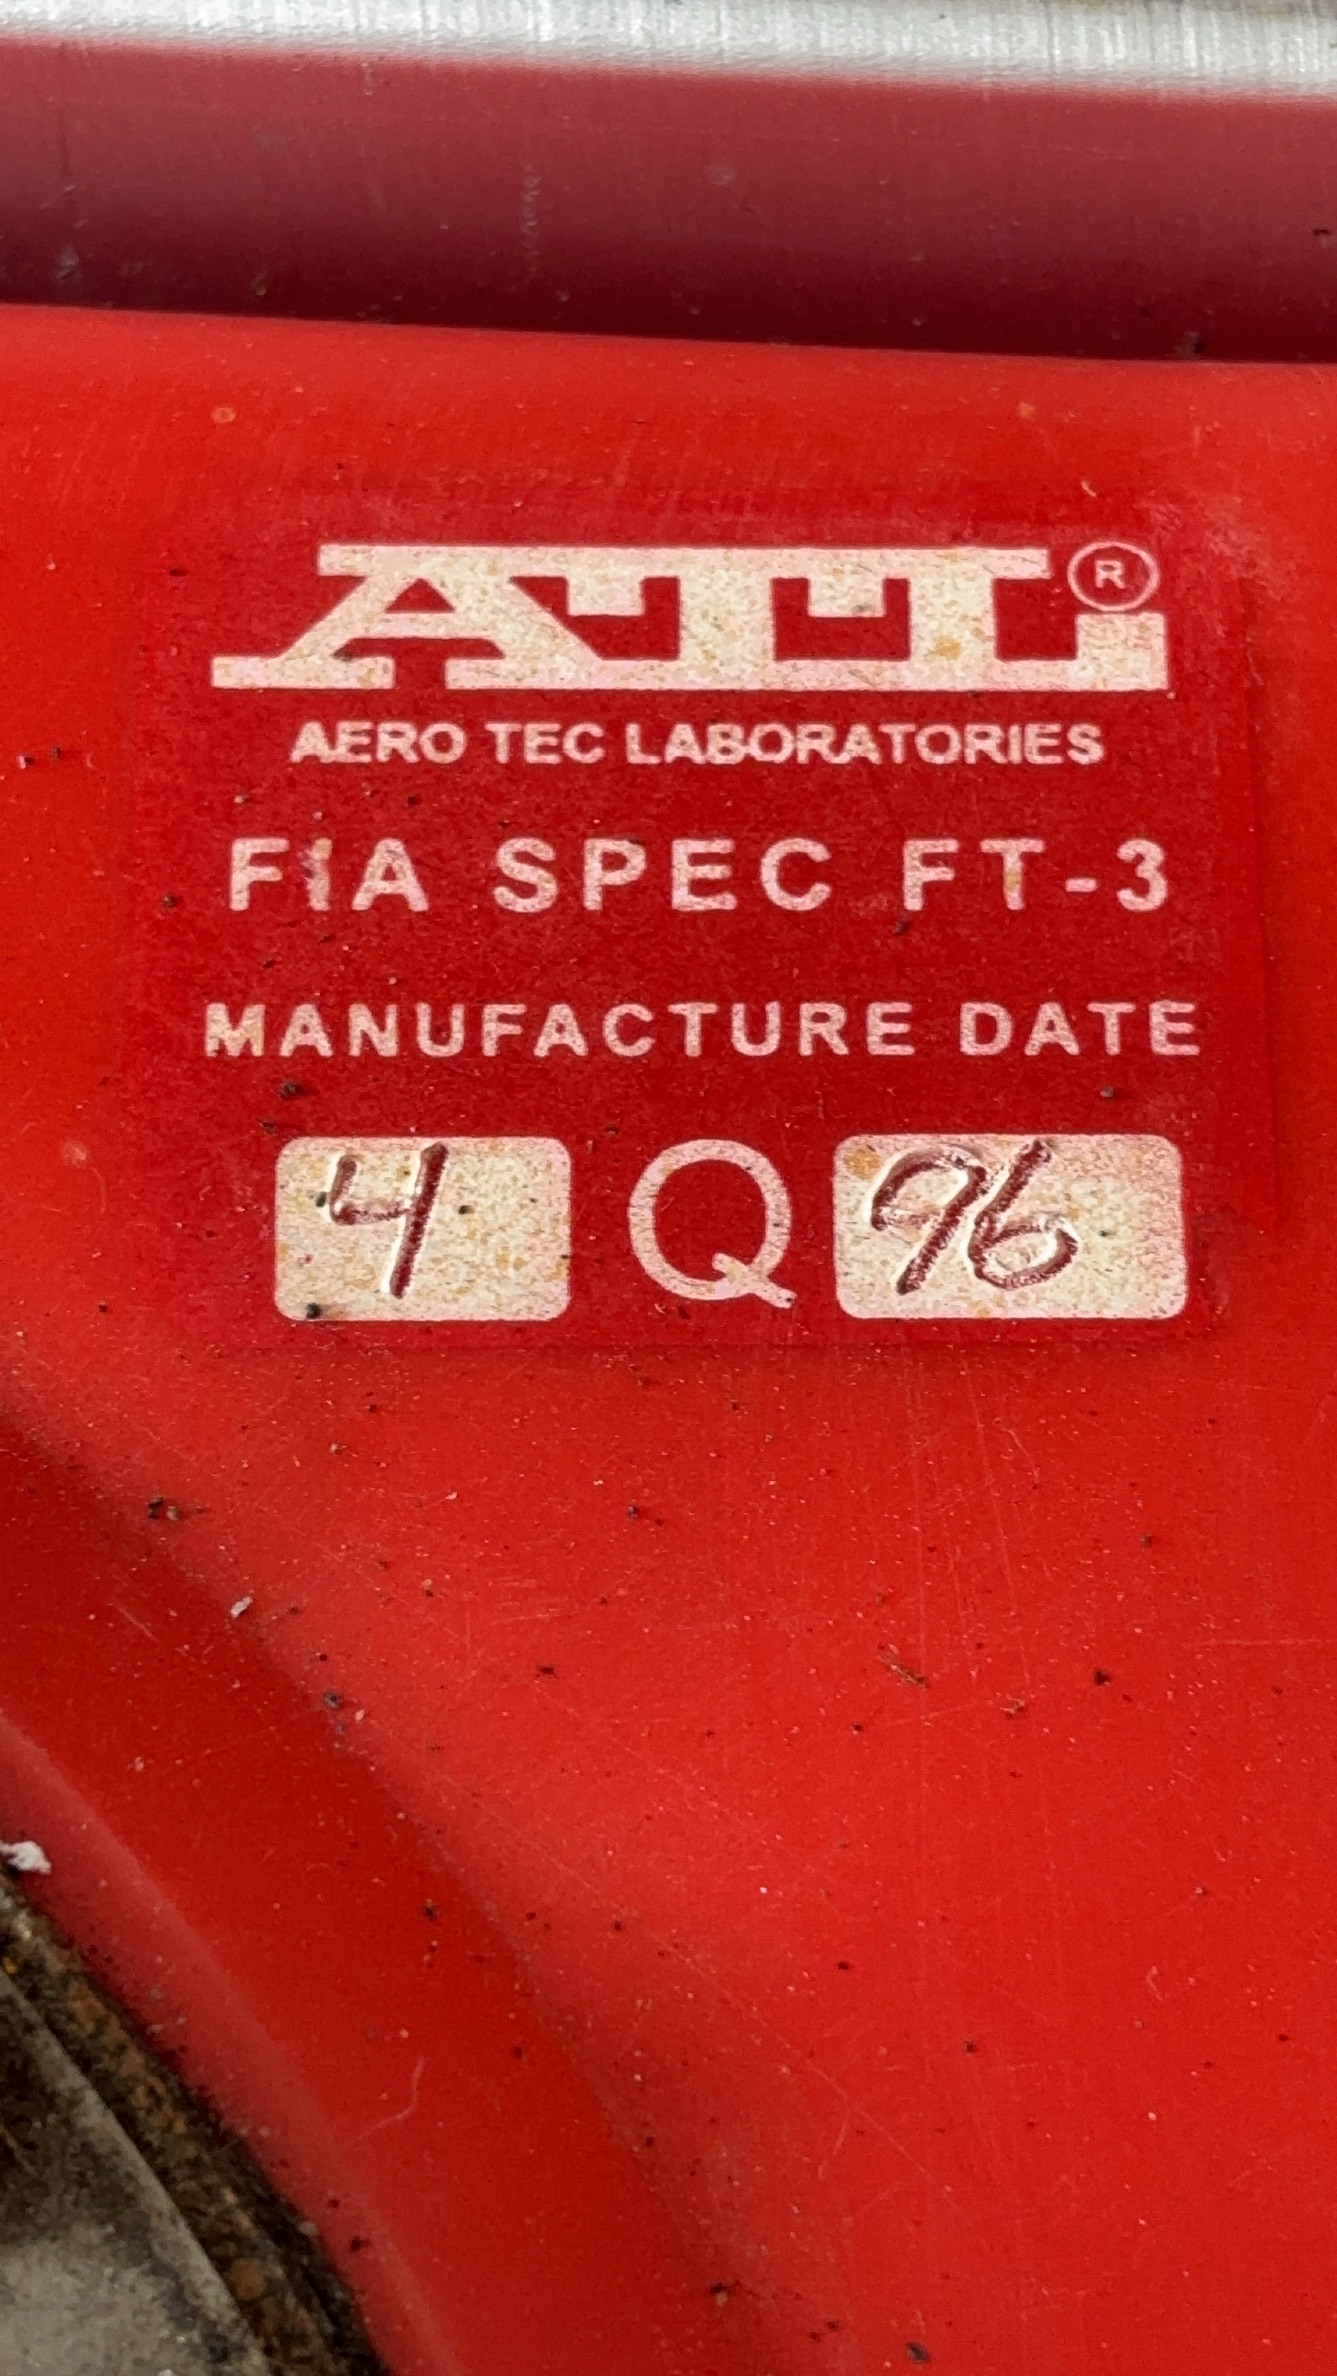 ATL®
AERO TEC LABORATORIES
FIA SPEC FT-3
MANUFACTURE DATE
4 Q 96